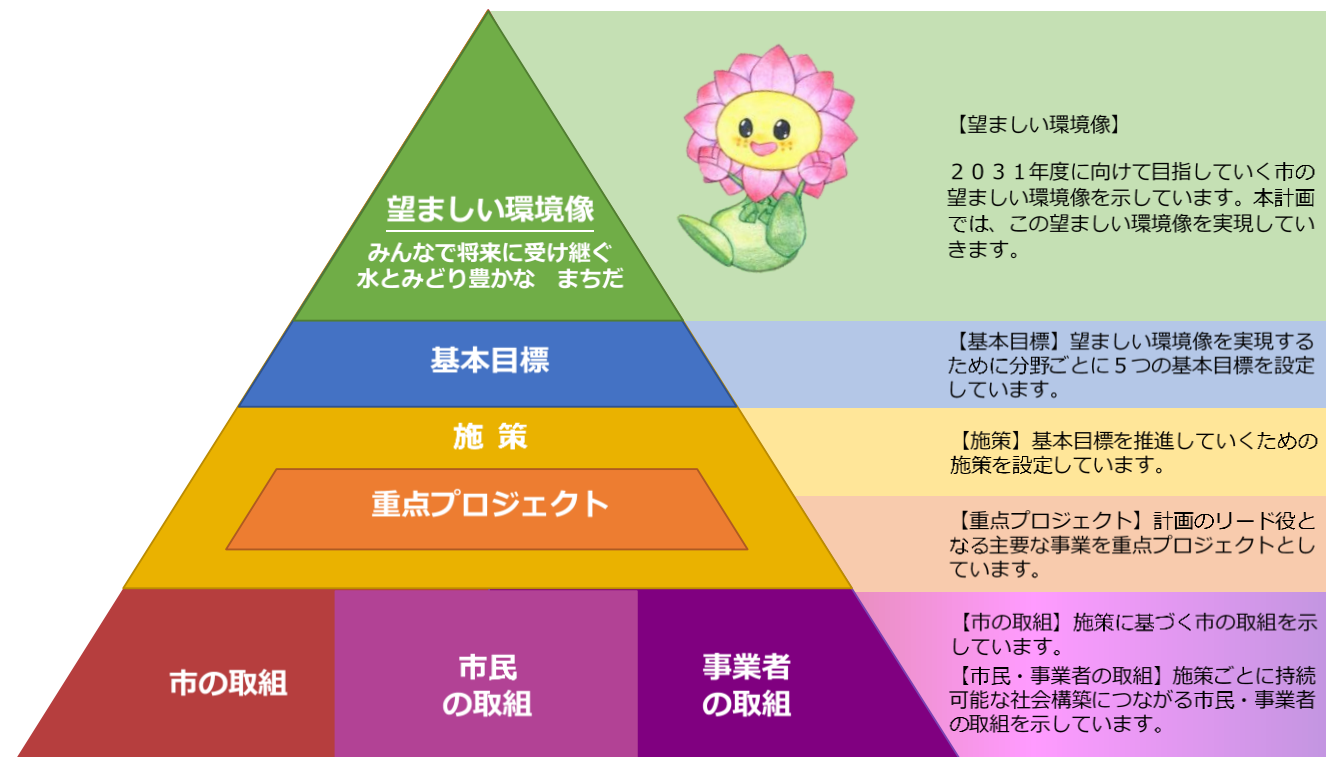 望ましい環境像
みんなで将来に受け継ぐ
水とみどり豊かな　まちだ
【望ましい環境像】
２０３１年度に向けて目指していく市の
望ましい環境像を示しています。本計画
では、この望ましい環境像を実現してい
きます。
基本目標
【基本目標】望ましい環境像を実現する
ために分野ごとに５つの基本目標を設定
しています。
施 策
【施策】基本目標を推進していくための
施策を設定しています。
重点プロジェクト
【重点プロジェクト】計画のリード役と
なる主要な事業を重点プロジェクトとし
ています。
市の取組
市民
の取組
事業者
の取組
【市の取組】施策に基づく市の取組を示
しています。
【市民・事業者の取組】施策ごとに持続
可能な社会構築につながる市民・事業者
の取組を示しています。